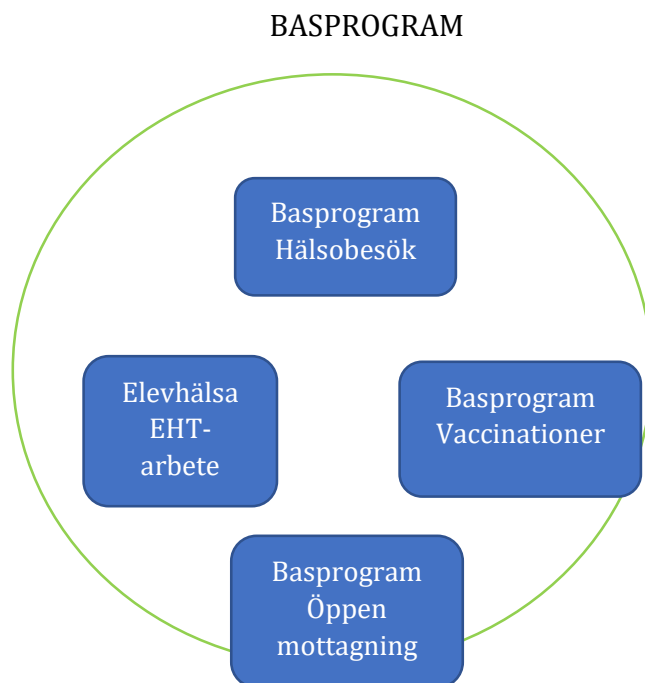 BASPROGRAM
Basprogram
Hälsobesök
Elevhälsa
EHT-
arbete
Basprogram
Vaccinationer
Basprogram
Öppen
mottagning